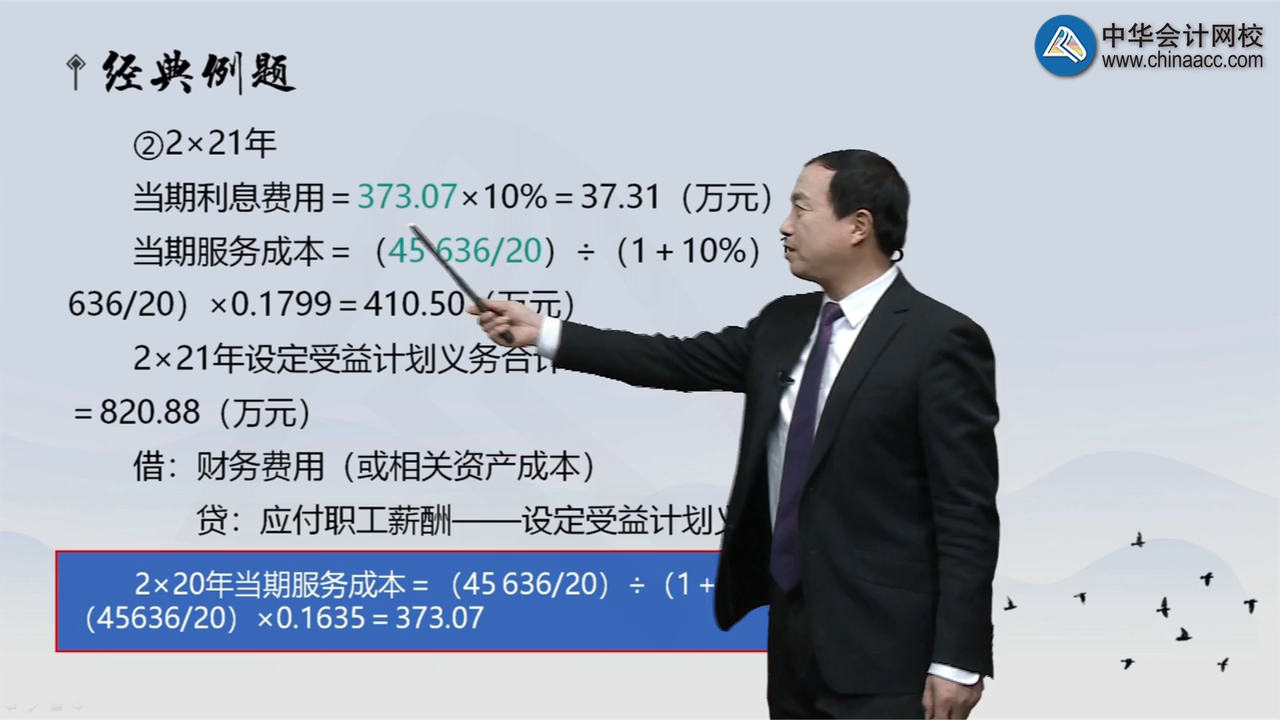 中华会计网校
www.chinaacc.com
经典例题
②2×21年
当期利息费用＝373.07×10%＝37.31（万元）
当期服务成本＝（45 636/20）÷（1＋10%）
636/20）×0.1799＝410.50（万元）
2×21年设定受益计划义务合计
＝820.88（万元）
借：财务费用（或相关资产成本）
贷：应付职工薪酬——设定受益计划义
2×20年当期服务成本＝（45 636/20）÷（1＋
（45636/20）×0.1635＝373.07